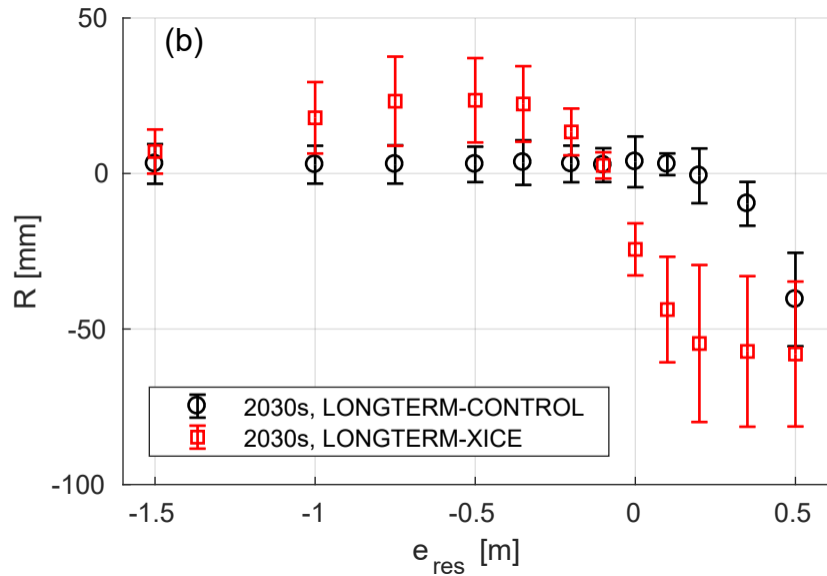 (b)
50
0
-50
-100
R [mm]
2030s, LONGTERM-CONTROL
2030s, LONGTERM-XICE
-1.5 -1 -0.5 0 0.5
e_res [m]